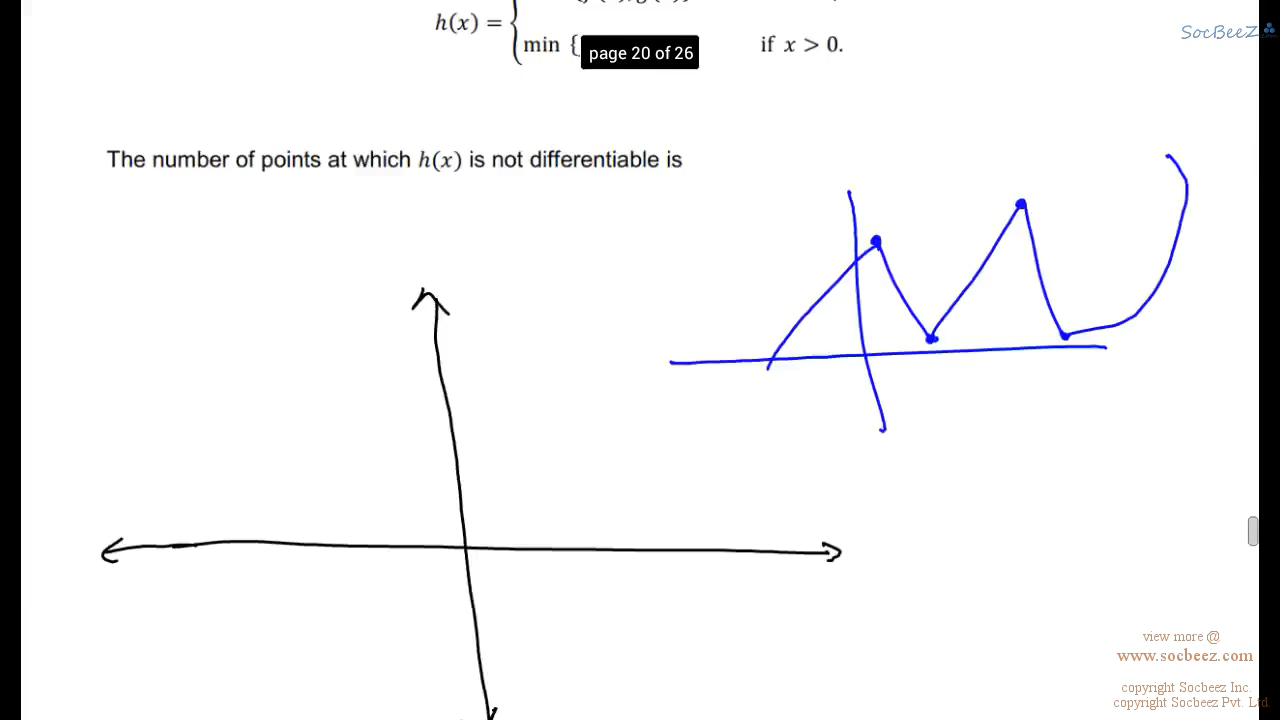 SocBeeZ
h(x) = {
min {
page 20 of 26
if x > 0.
The number of points at which h(x) is not differentiable is
view more @
www.socbeez.com
copyright Socbeez Inc.
copyright Socbeez Pvt. Ltd.